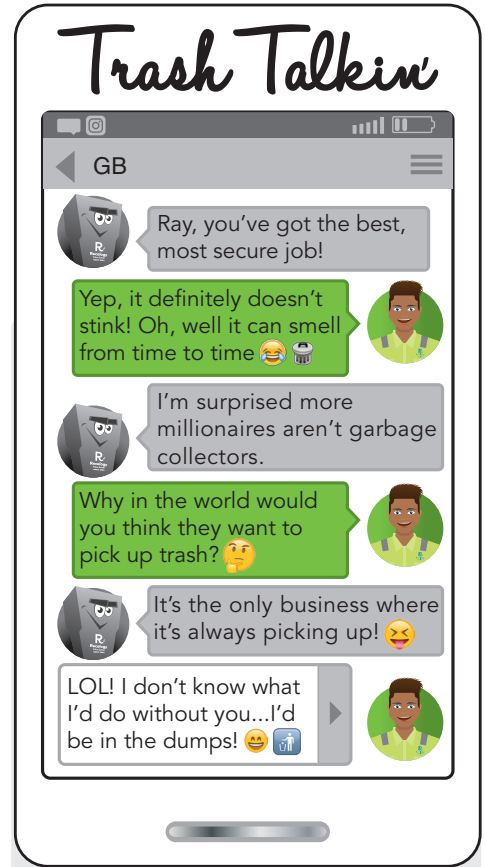 Trash Talkin'
GB
Ray, you've got the best,
most secure job!
Yep, it definitely doesn't
stink! Oh, well it can smell
from time to time 😂 🗑️
I'm surprised more
millionaires aren't garbage
collectors.
Why in the world would
you think they want to
pick up trash? 🤔
It's the only business where
it's always picking up! 😝
LOL! I don't know what
I'd do without you...I'd
be in the dumps! 😄 🚮
R
Recology
R
Recology
R
Recology